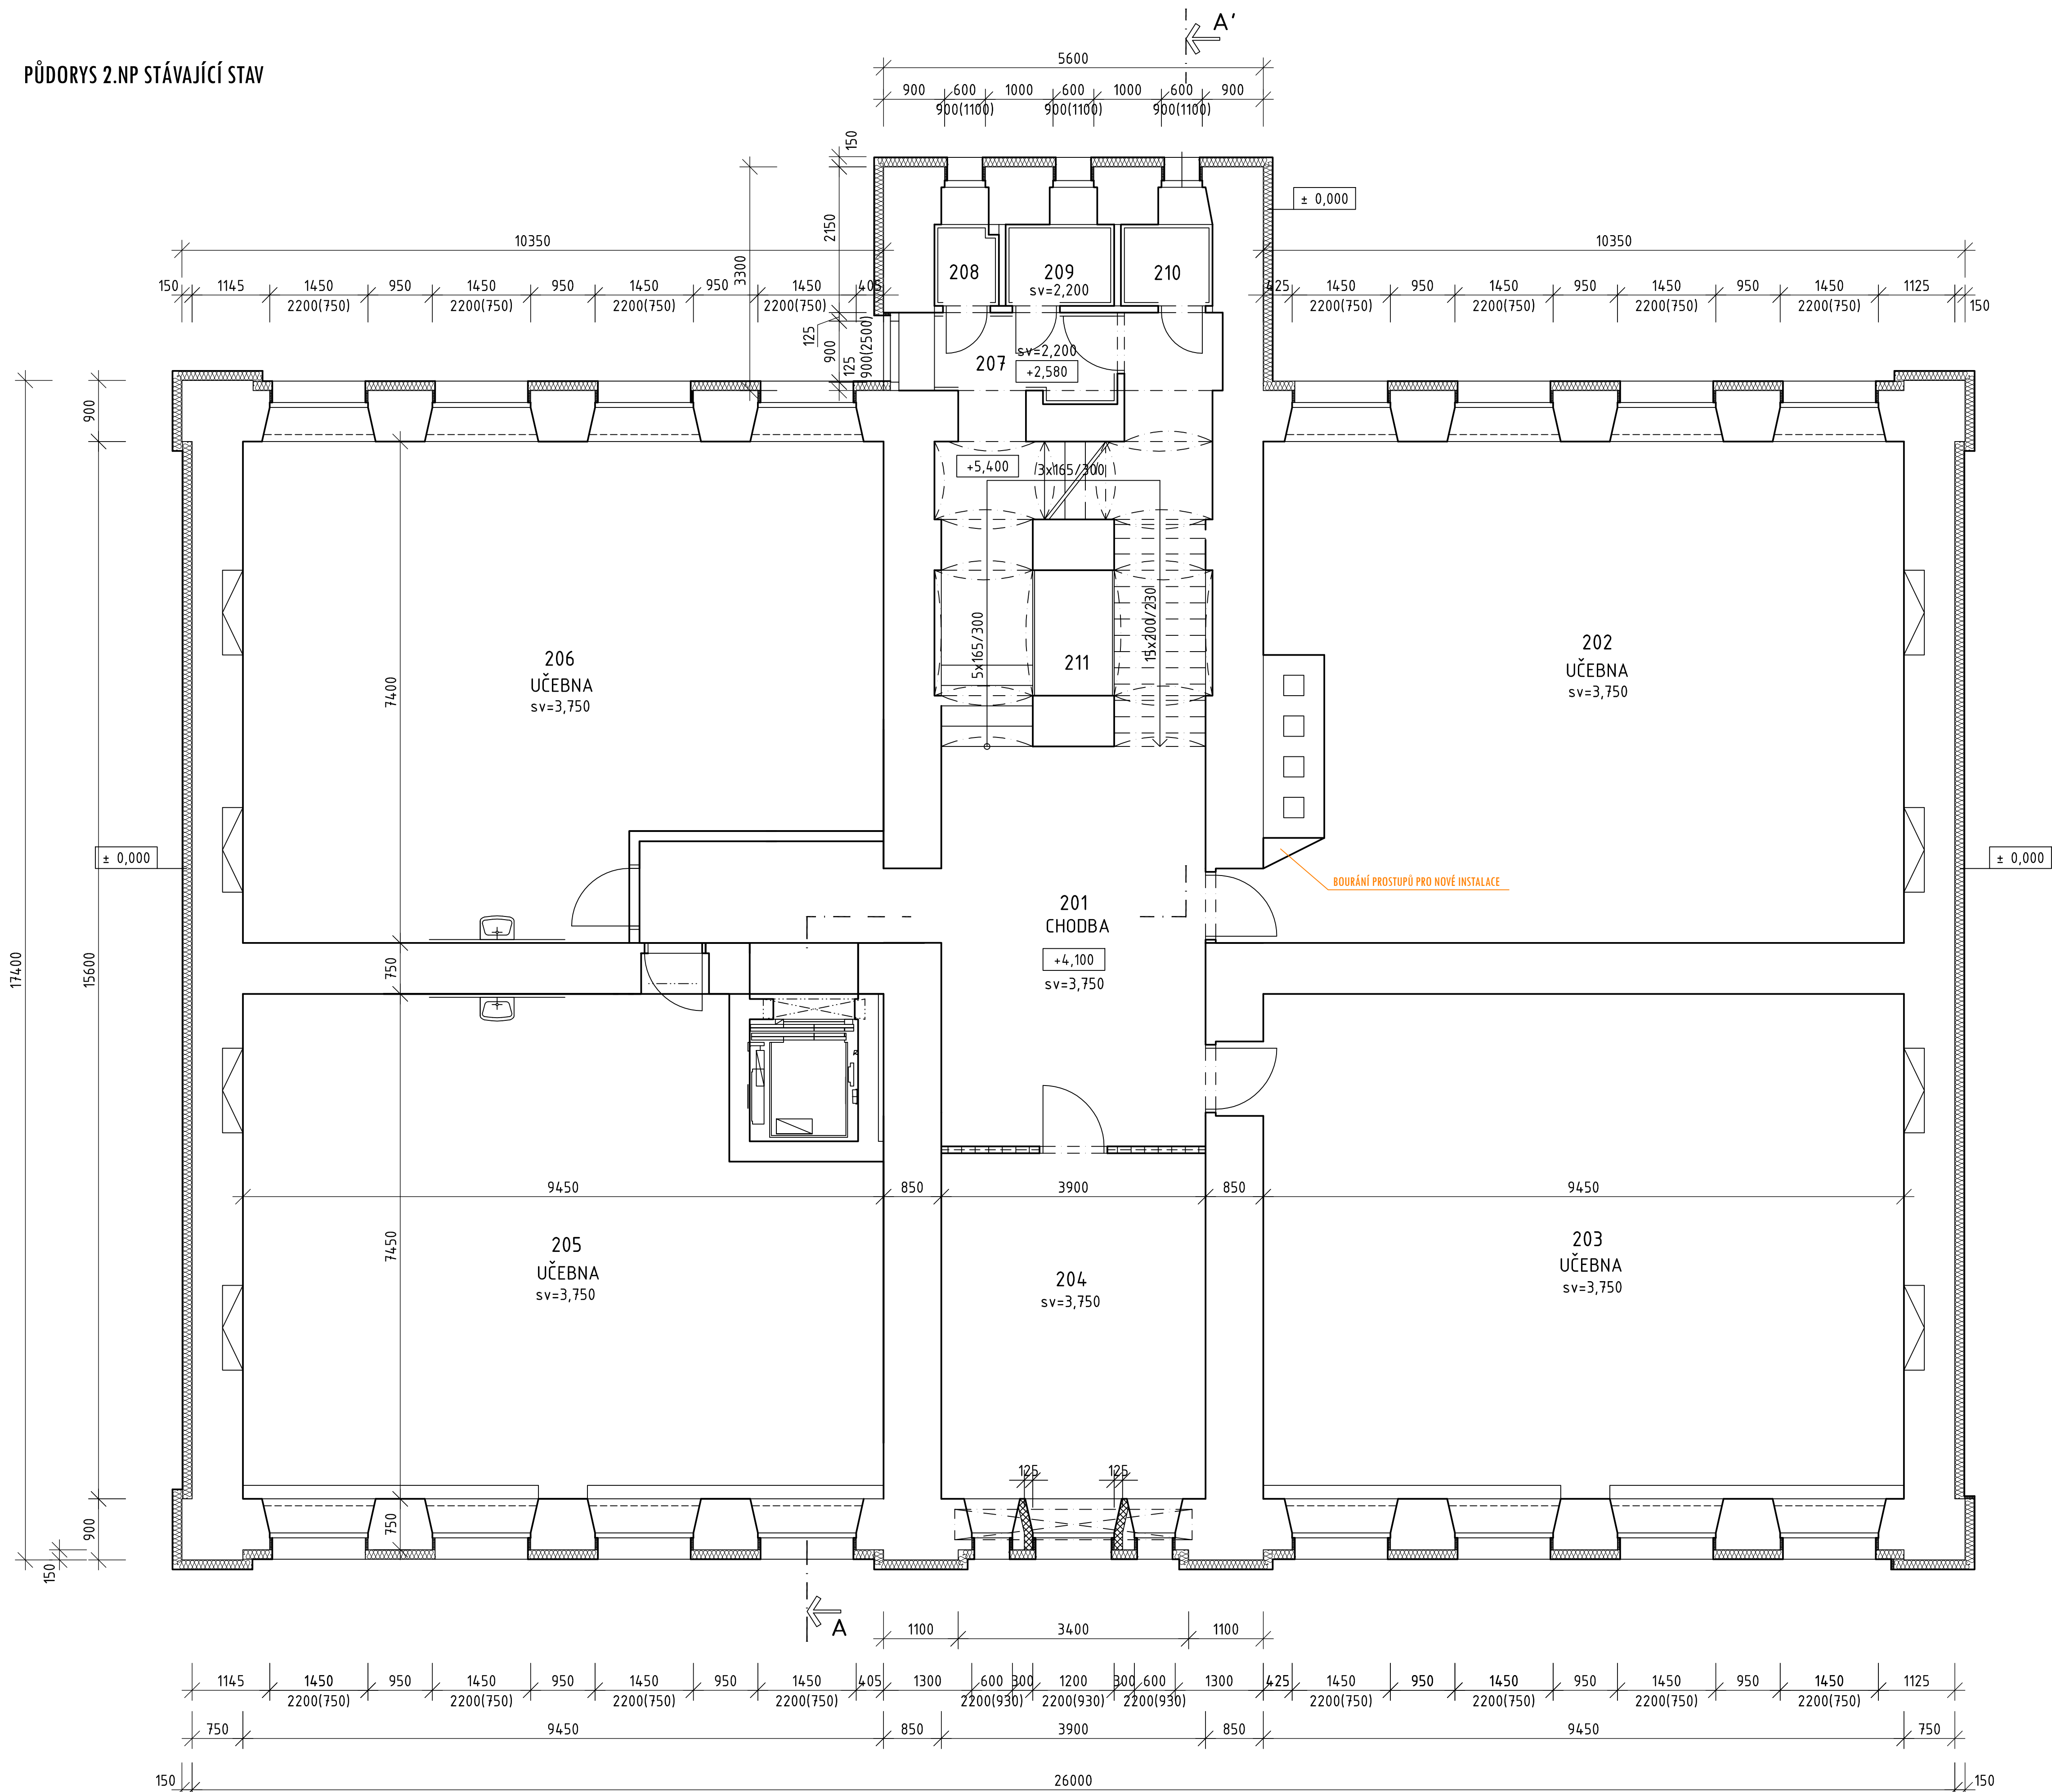 PŮDORYS 2.NP STÁVAJÍCÍ STAV
A'
5600
900 600 1000 600 1000 600 900
900(1100) 900(1100) 900(1100)
150
± 0,000
2150
3300
10350
10350
150 1145 1450 950 1450 950 1450 950 1450 405
2200(750) 2200(750) 2200(750) 2200(750)
425 1450 950 1450 950 1450 950 1450 1125
2200(750) 2200(750) 2200(750) 2200(750) 150
208
209
sv=2,200
210
125
900
125
900(2500)
207
sv=2,200
+2,580
900
+5,400
3x165/300
5x165/300
15x200/230
211
206
UČEBNA
sv=3,750
7400
202
UČEBNA
sv=3,750
± 0,000
± 0,000
BOURÁNÍ PROSTUPŮ PRO NOVÉ INSTALACE
201
CHODBA
+4,100
sv=3,750
17400
15600
750
9450 850 3900 850 9450
7450
205
UČEBNA
sv=3,750
204
sv=3,750
203
UČEBNA
sv=3,750
125 125
750
900
150
A
1100 3400 1100
1145 1450 950 1450 950 1450 950 1450 405 1300 600 300 1200 300 600 1300 425 1450 950 1450 950 1450 950 1450 1125
2200(750) 2200(750) 2200(750) 2200(750) 2200(930) 2200(930) 2200(930) 2200(750) 2200(750) 2200(750) 2200(750)
750 9450 850 3900 850 9450 750
150 26000 150